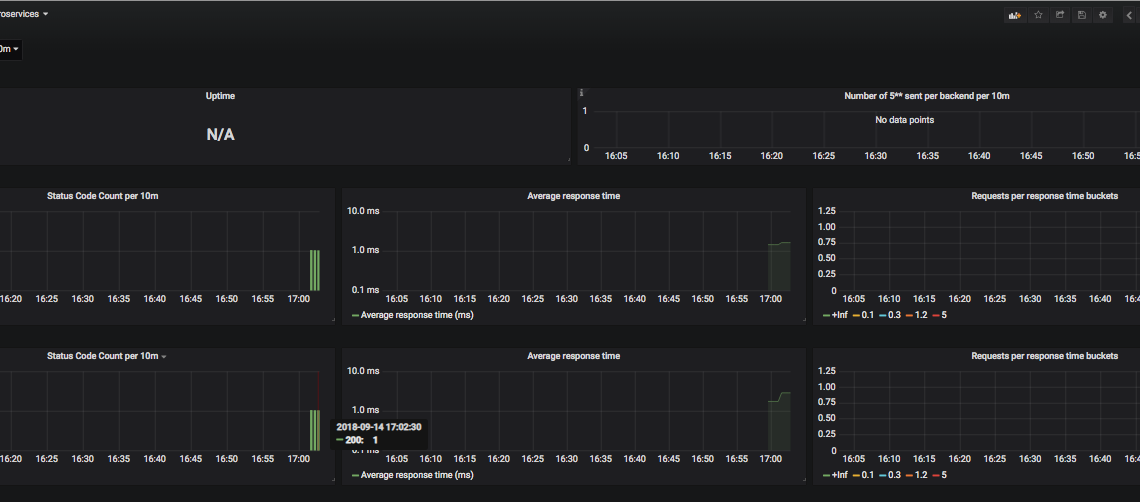 roservices
0m
Uptime
N/A
i
Number of 5** sent per backend per 10m
No data points
1
0
16:05 16:10 16:15 16:20 16:25 16:30 16:35 16:40 16:45 16:50 16:5
Status Code Count per 10m
16:20 16:25 16:30 16:35 16:40 16:45 16:50 16:55 17:00
Average response time
10.0 ms
1.0 ms
0.1 ms
16:05 16:10 16:15 16:20 16:25 16:30 16:35 16:40 16:45 16:50 16:55 17:00
Average response time (ms)
Requests per response time buckets
1.25
1.00
0.75
0.50
0.25
0
16:05 16:10 16:15 16:20 16:25 16:30 16:35 16:40 16:4
+Inf 0.1 0.3 1.2 5
Status Code Count per 10m
16:20 16:25 16:30 16:35 16:40 16:45 16:50 16:55 17:00
2018-09-14 17:02:30
200: 1
Average response time
10.0 ms
1.0 ms
0.1 ms
16:05 16:10 16:15 16:20 16:25 16:30 16:35 16:40 16:45 16:50 16:55 17:00
Average response time (ms)
Requests per response time buckets
1.25
1.00
0.75
0.50
0.25
0
16:05 16:10 16:15 16:20 16:25 16:30 16:35 16:40 16:4
+Inf 0.1 0.3 1.2 5